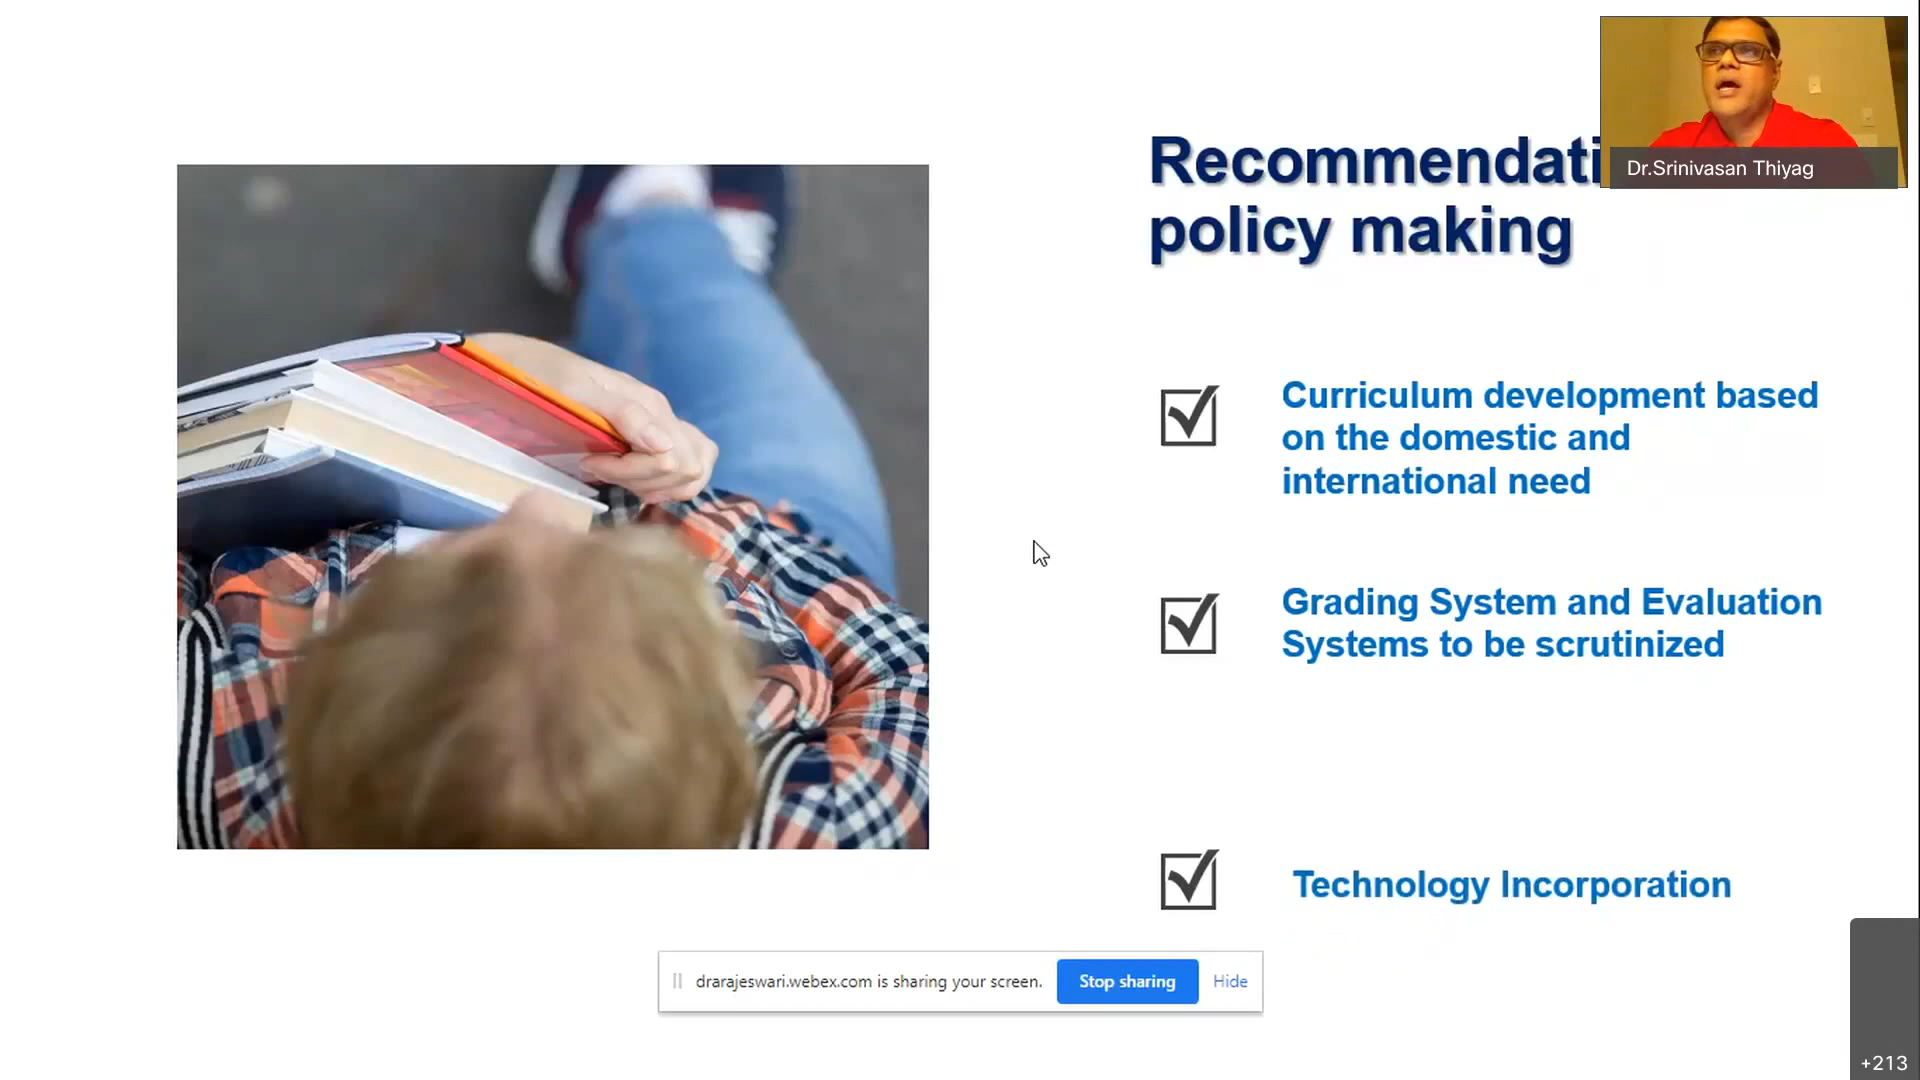 Recommendati
policy making
Dr.Srinivasan Thiyag
Curriculum development based
on the domestic and
international need
Grading System and Evaluation
Systems to be scrutinized
Technology Incorporation
drarajeswari.webex.com is sharing your screen.
Stop sharing
Hide
+213